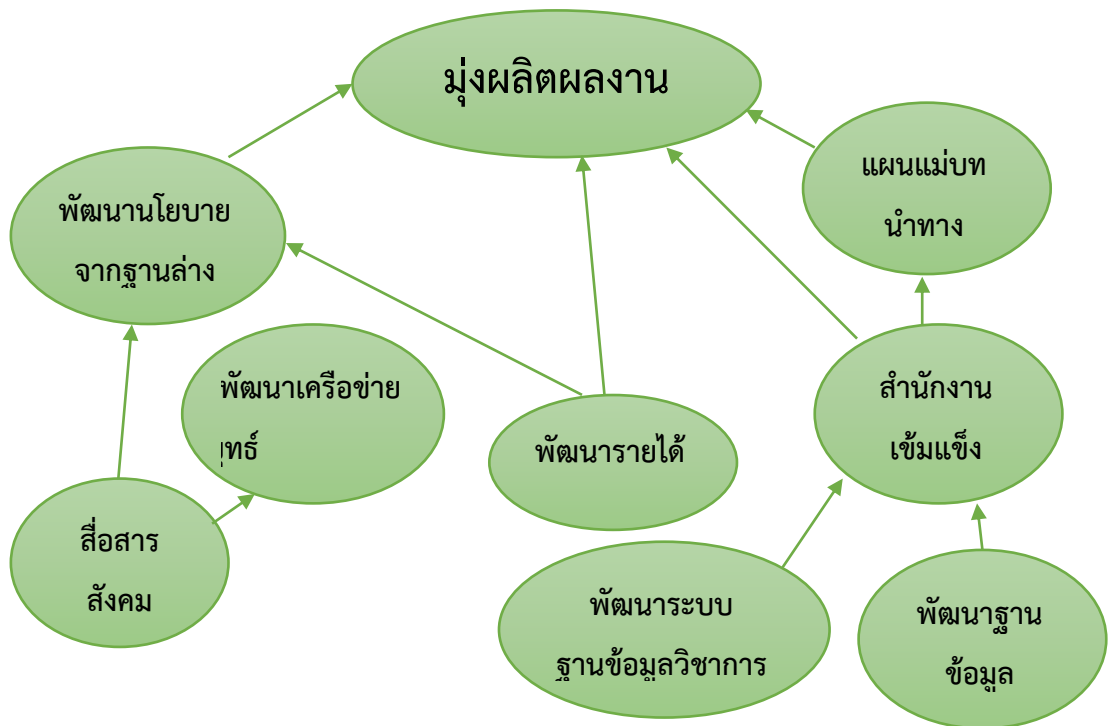 มุ่งผลิตผลงาน
แผนแม่บท
นำทาง
พัฒนานโยบาย
จากฐานล่าง
พัฒนาเครือข่าย
สำนักงาน
เข้มแข็ง
พัฒนารายได้
สื่อสาร
สังคม
พัฒนาระบบ
ฐานข้อมูลวิชาการ
พัฒนาฐาน
ข้อมูล